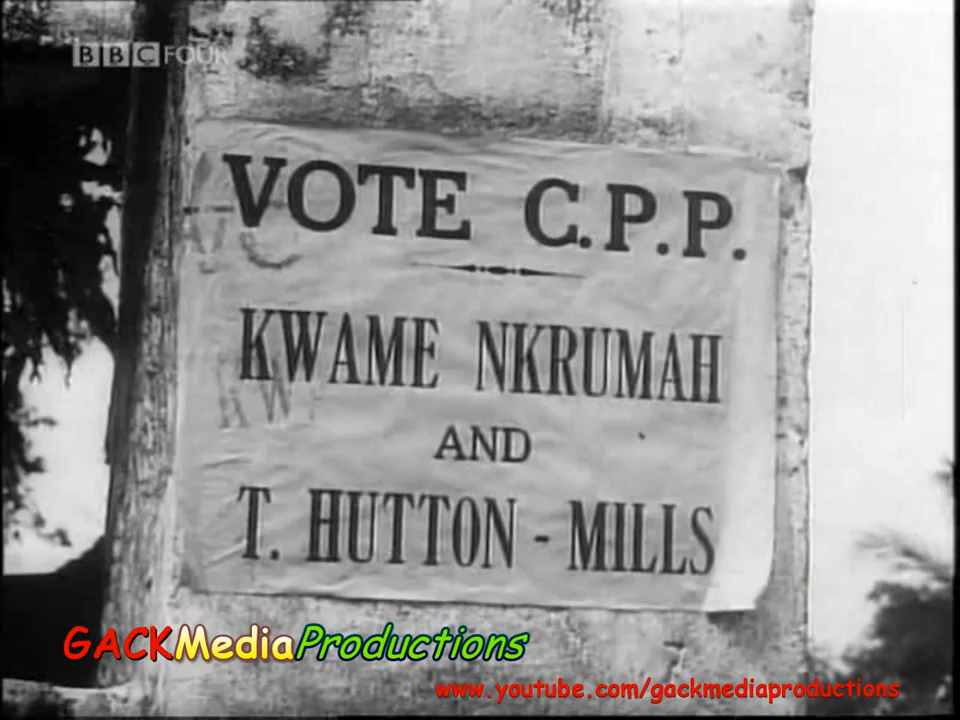 BBC FOUR
VOTE C.P.P.
KWAME NKRUMAH
AND
T. HUTTON - MILLS
GACKMediaProductions
www.youtube.com/gackmediaproductions